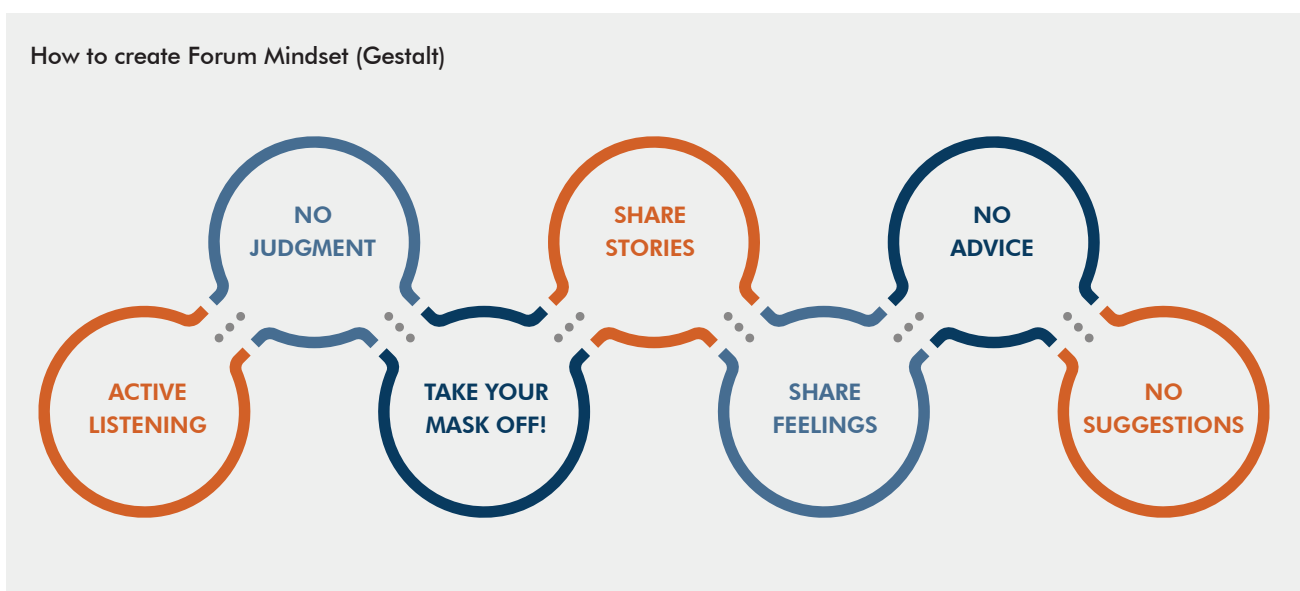 How to create Forum Mindset (Gestalt)
ACTIVE
LISTENING
NO
JUDGMENT
TAKE YOUR
MASK OFF!
SHARE
STORIES
SHARE
FEELINGS
NO
ADVICE
NO
SUGGESTIONS